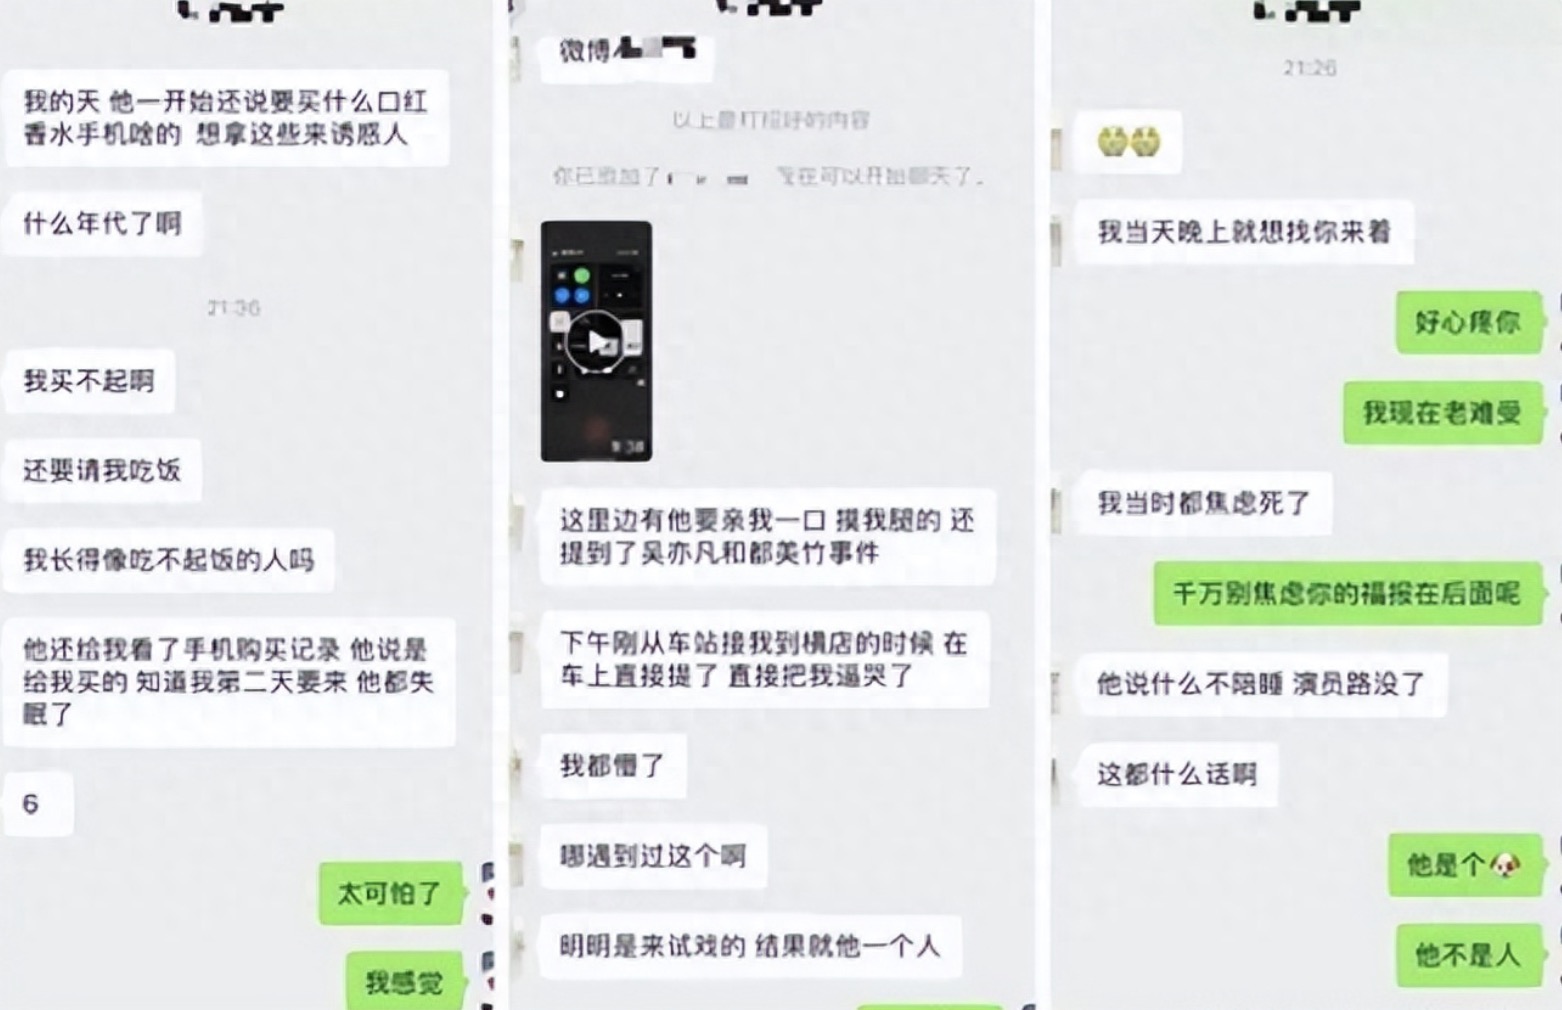 我的天 他一开始还说要买什么口红
香水手机啥的 想拿这些来诱惑人
什么年代了啊
21:36
我买不起啊
还要请我吃饭
我长得像吃不起饭的人吗
他还给我看了手机购买记录 他说是
给我买的 知道我第二天要来 他都失
眠了
6
太可怕了
我感觉
微博
以上是打招呼的内容
你已添加了
现在可以开始聊天了。
这里边有他要亲我一口 摸我腿的 还
提到了吴亦凡和都美竹事件
下午刚从车站接我到横店的时候 在
车上直接提了 直接把我逼哭了
我都懵了
哪遇到过这个啊
明明是来试戏的 结果就他一个人
21:26
我当天晚上就想找你来着
好心疼你
我现在老难受
我当时都焦虑死了
千万别焦虑你的福报在后面呢
他说什么不陪睡 演员路没了
这都什么话啊
他是个
他不是人